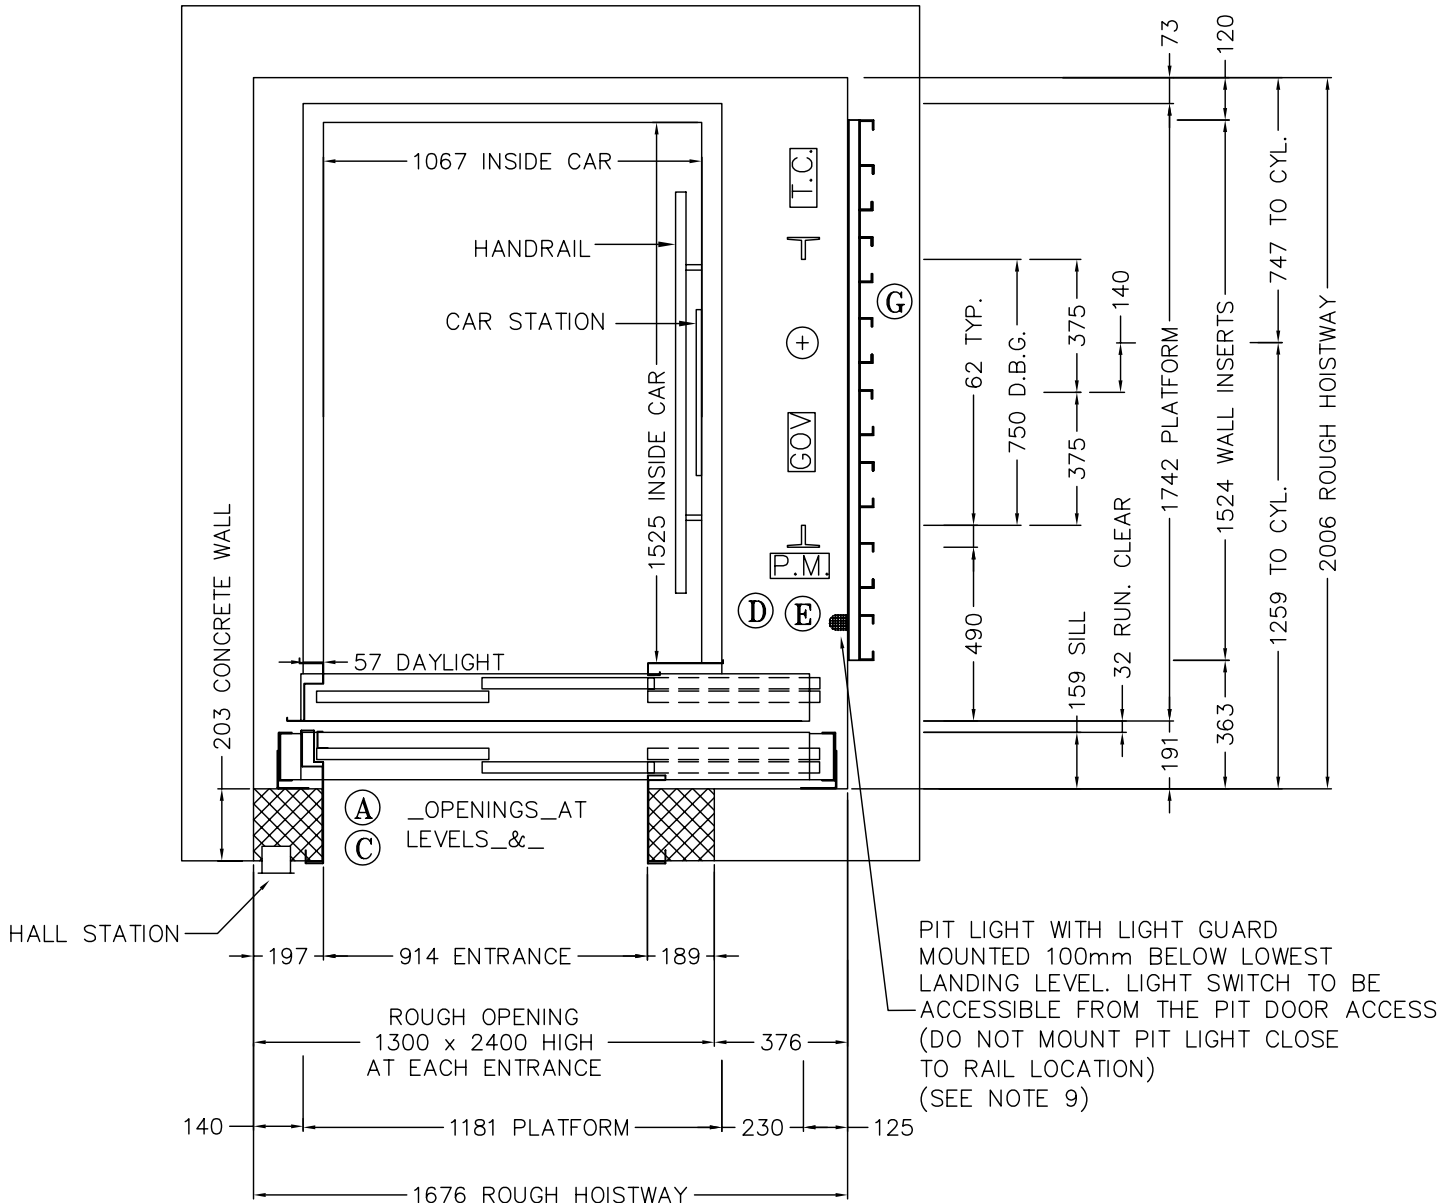 73
120
1067 INSIDE CAR
T.C.
HANDRAIL
CAR STATION
G
+
1525 INSIDE CAR
GOV
P.M.
D
E
57 DAYLIGHT
203 CONCRETE WALL
62 TYP.
490
750 D.B.G.
375
375
159 SILL
140
32 RUN. CLEAR
1742 PLATFORM
191
1524 WALL INSERTS
363
747 TO CYL.
1259 TO CYL.
2006 ROUGH HOISTWAY
A
_OPENINGS_AT
C
LEVELS_&_
HALL STATION
197
914 ENTRANCE
189
PIT LIGHT WITH LIGHT GUARD
MOUNTED 100mm BELOW LOWEST
LANDING LEVEL. LIGHT SWITCH TO BE
ACCESSIBLE FROM THE PIT DOOR ACCESS
(DO NOT MOUNT PIT LIGHT CLOSE
TO RAIL LOCATION)
(SEE NOTE 9)
ROUGH OPENING
1300 x 2400 HIGH
AT EACH ENTRANCE
376
140
1181 PLATFORM
230
125
1676 ROUGH HOISTWAY